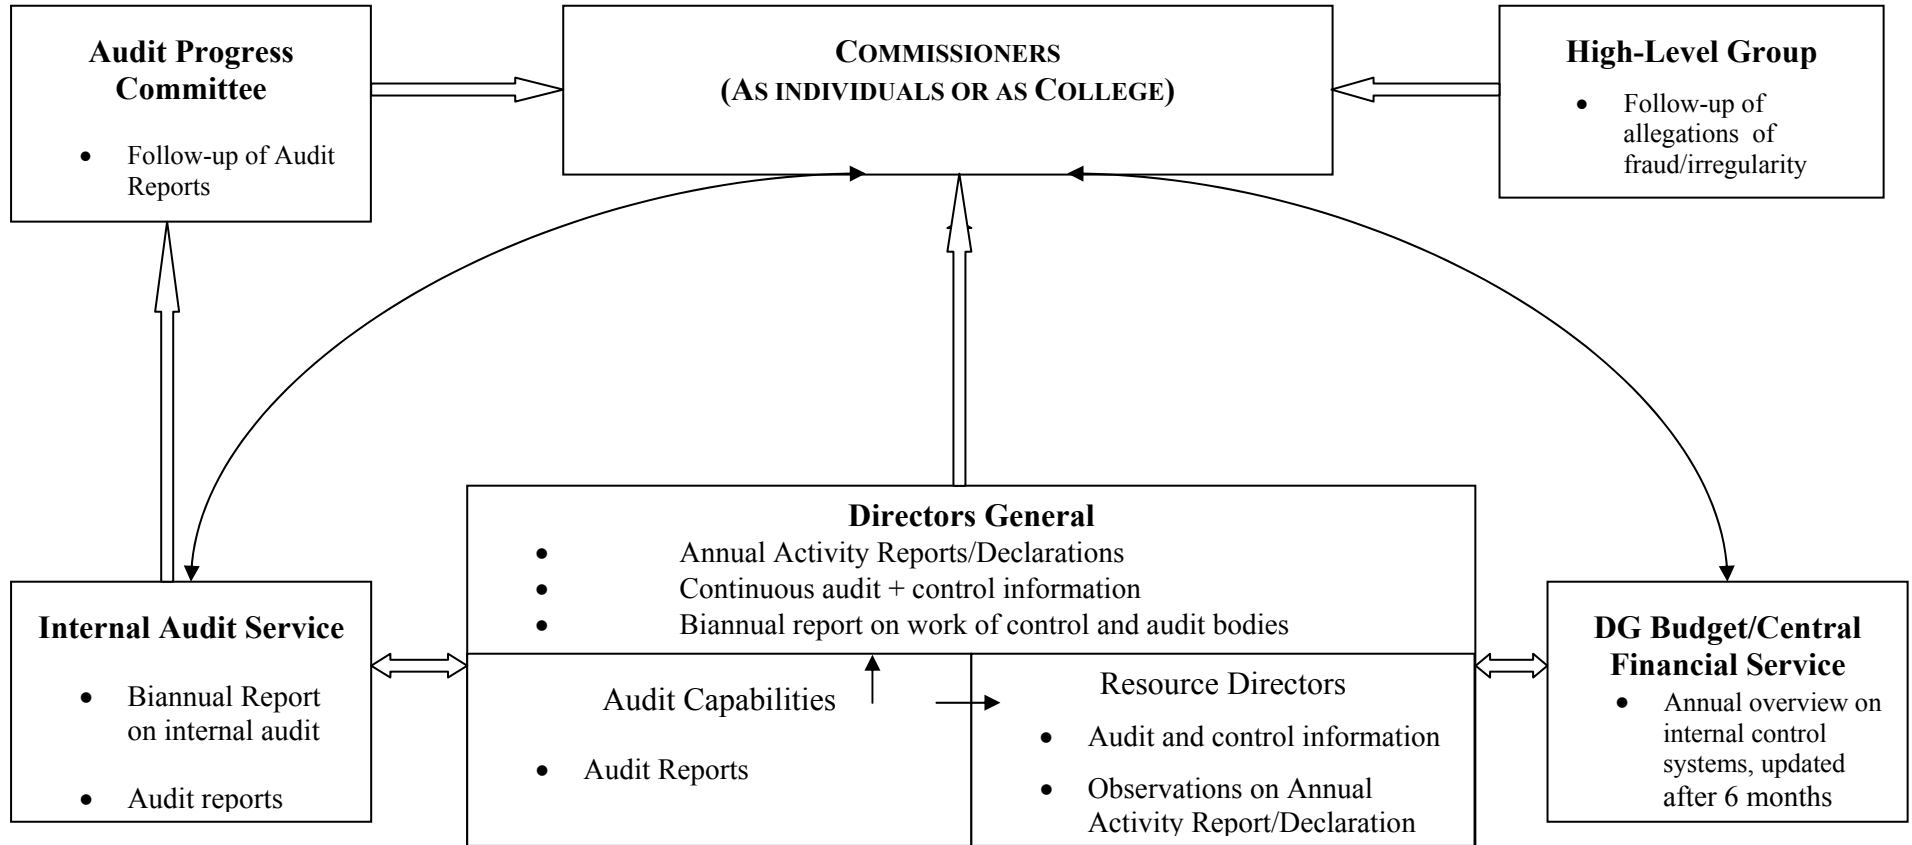 Audit Progress
Committee
• Follow-up of Audit
Reports
COMMISSIONERS
(AS INDIVIDUALS OR AS COLLEGE)
High-Level Group
• Follow-up of
allegations of
fraud/irregularity
Directors General
• Annual Activity Reports/Declarations
• Continuous audit + control information
• Biannual report on work of control and audit bodies
Internal Audit Service
• Biannual Report
on internal audit
• Audit reports
Audit Capabilities
• Audit Reports
Resource Directors
• Audit and control information
• Observations on Annual
Activity Report/Declaration
DG Budget/Central
Financial Service
• Annual overview on
internal control
systems, updated
after 6 months